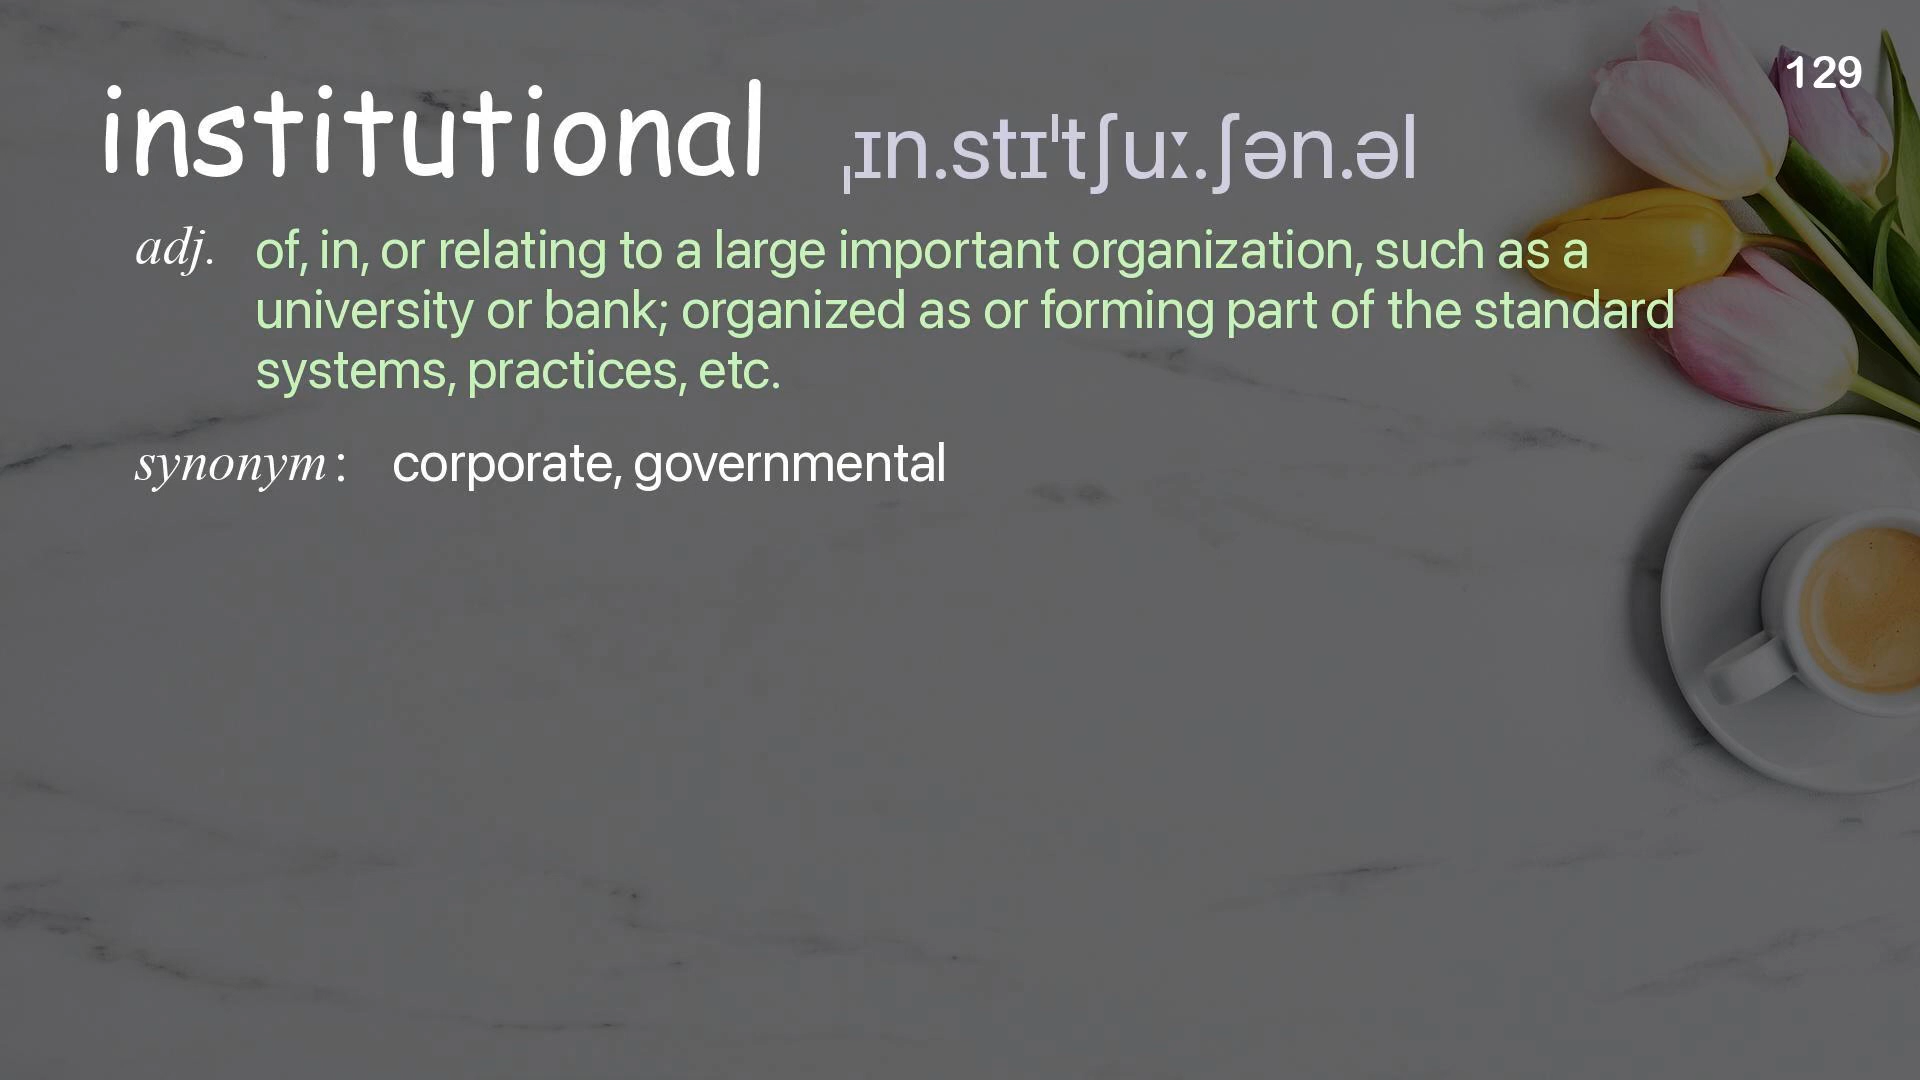 129
institutional ˌɪn.stɪˈtʃuː.ʃən.əl
adj. of, in, or relating to a large important organization, such as a
university or bank; organized as or forming part of the standard
systems, practices, etc.
synonym: corporate, governmental